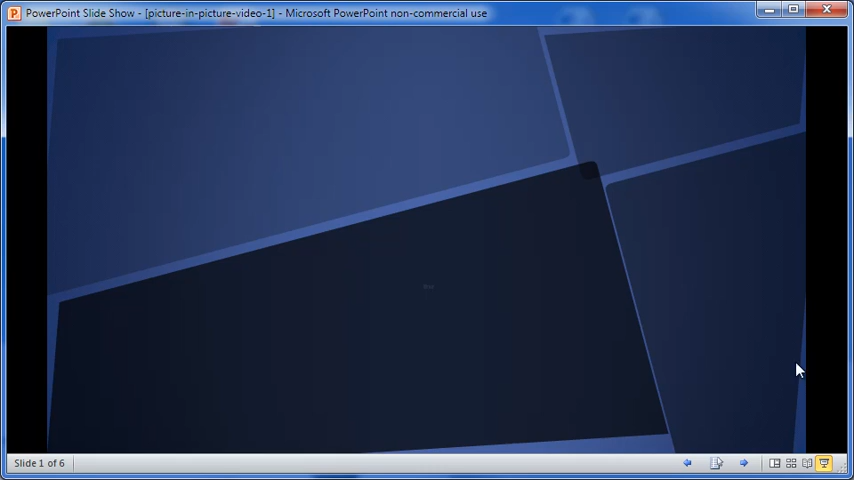 PowerPoint Slide Show - [picture-in-picture-video-1] - Microsoft PowerPoint non-commercial use
Slide 1 of 6